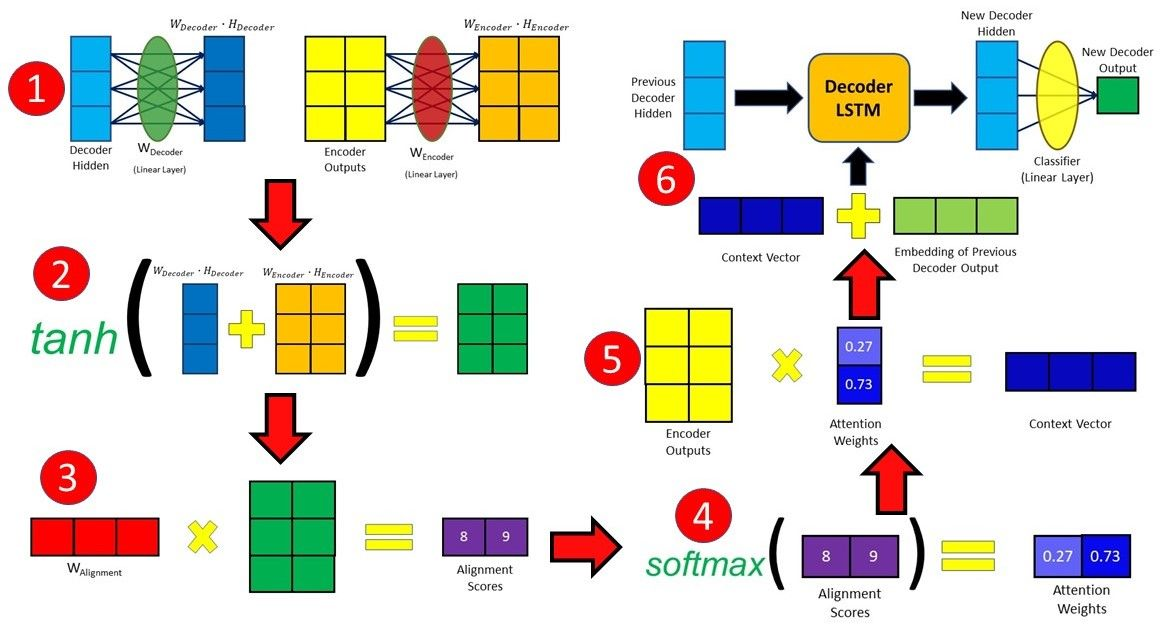 1
W_Decoder · H_Decoder
Decoder
Hidden
W_Decoder
(Linear Layer)
W_Encoder · H_Encoder
Encoder
Outputs
W_Encoder
(Linear Layer)
2
tanh
W_Decoder · H_Decoder
W_Encoder · H_Encoder
3
W_Alignment
8 9
Alignment
Scores
4
softmax
8 9
Alignment
Scores
0.27 0.73
Attention
Weights
5
Encoder
Outputs
0.27
0.73
Attention
Weights
Context Vector
6
Previous
Decoder
Hidden
Decoder
LSTM
New Decoder
Hidden
New Decoder
Output
Classifier
(Linear Layer)
Context Vector
Embedding of Previous
Decoder Output